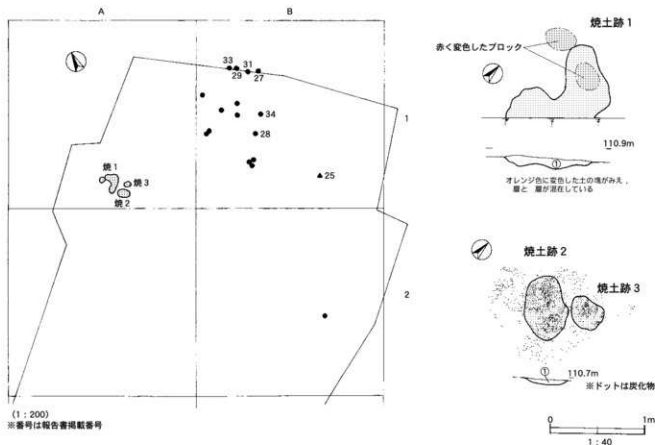 A
B
33
31
29
27
34
28
25
1
2
焼1
焼3
焼2
(1:200)
※番号は報告書掲載番号
焼土跡1
赤く変色したブロック
110.9m
①
オレンジ色に変色した土の塊がみえ,
層と 層が混在している
焼土跡2
焼土跡3
①
110.7m
※ドットは炭化物
0
1m
1:40